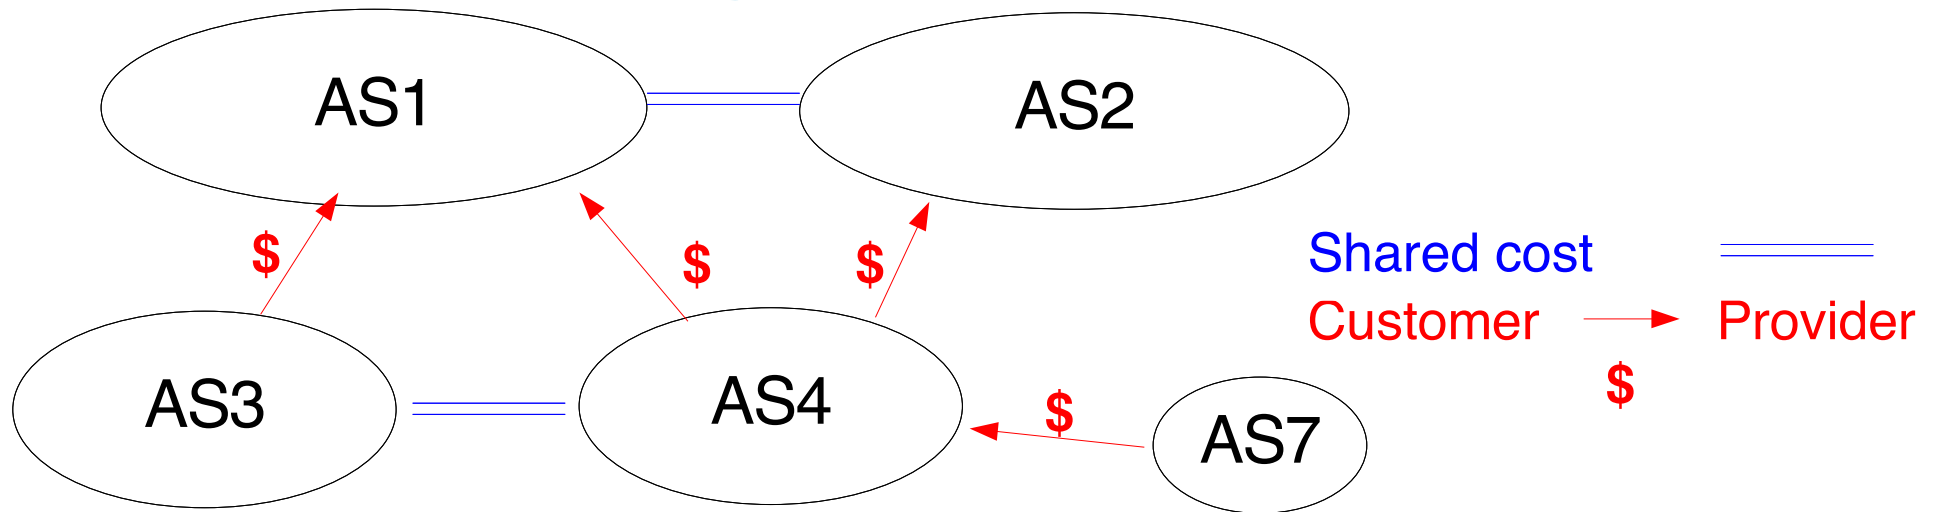 AS1
AS2
$
$
$
Shared cost
Customer
Provider
$
AS3
AS4
$
AS7